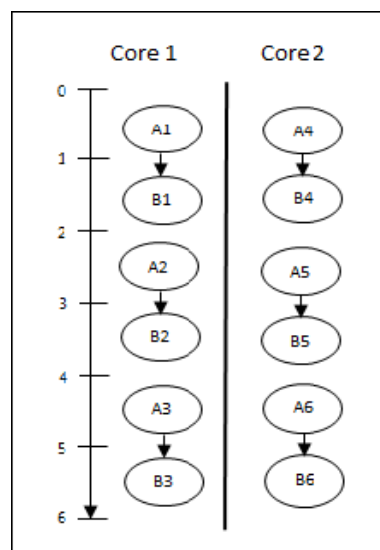 Core 1 Core 2
0
A1 A4
1
B1 B4
2
A2 A5
3
B2 B5
4
A3 A6
5
B3 B6
6